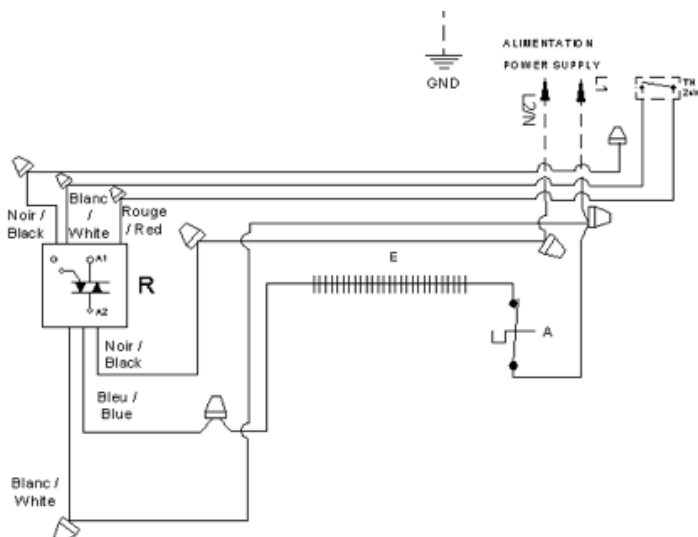 ALIMENTATION
POWER SUPPLY
GND
L2/N
L1
TH
Noir /
Black
Blanc
/
White
Rouge
/ Red
A1
G
R
A2
E
A
Noir /
Black
Bleu /
Blue
Blanc /
White